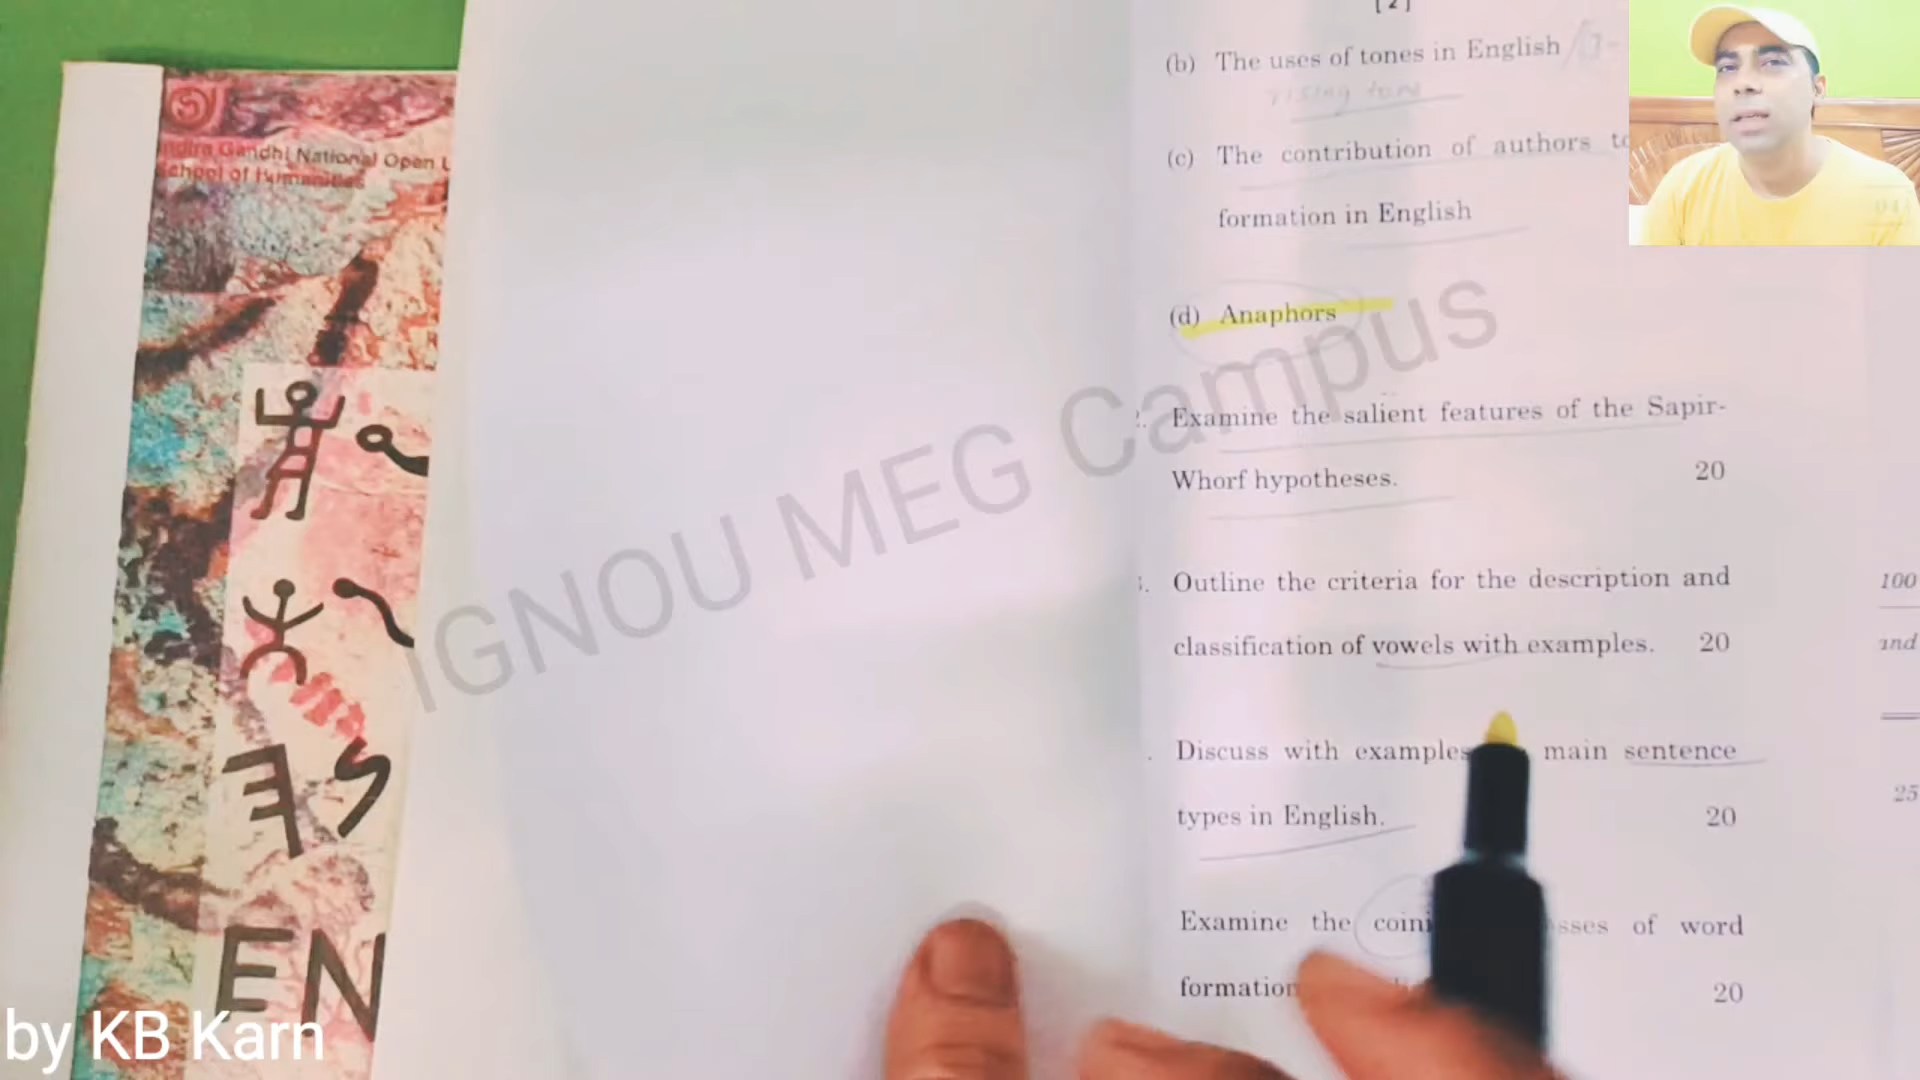 Indira Gandhi National Open
School of Humanities
EN
by KB Karn
IGNOU MEG Campus
[2]
(b) The uses of tones in English
rising tone
(c) The contribution of authors to
formation in English
(d) Anaphors
Examine the salient features of the Sapir-
Whorf hypotheses. 20
Outline the criteria for the description and
classification of vowels with examples. 20
Discuss with examples main sentence
types in English. 20
Examine the of word
formation 20
100
and
25